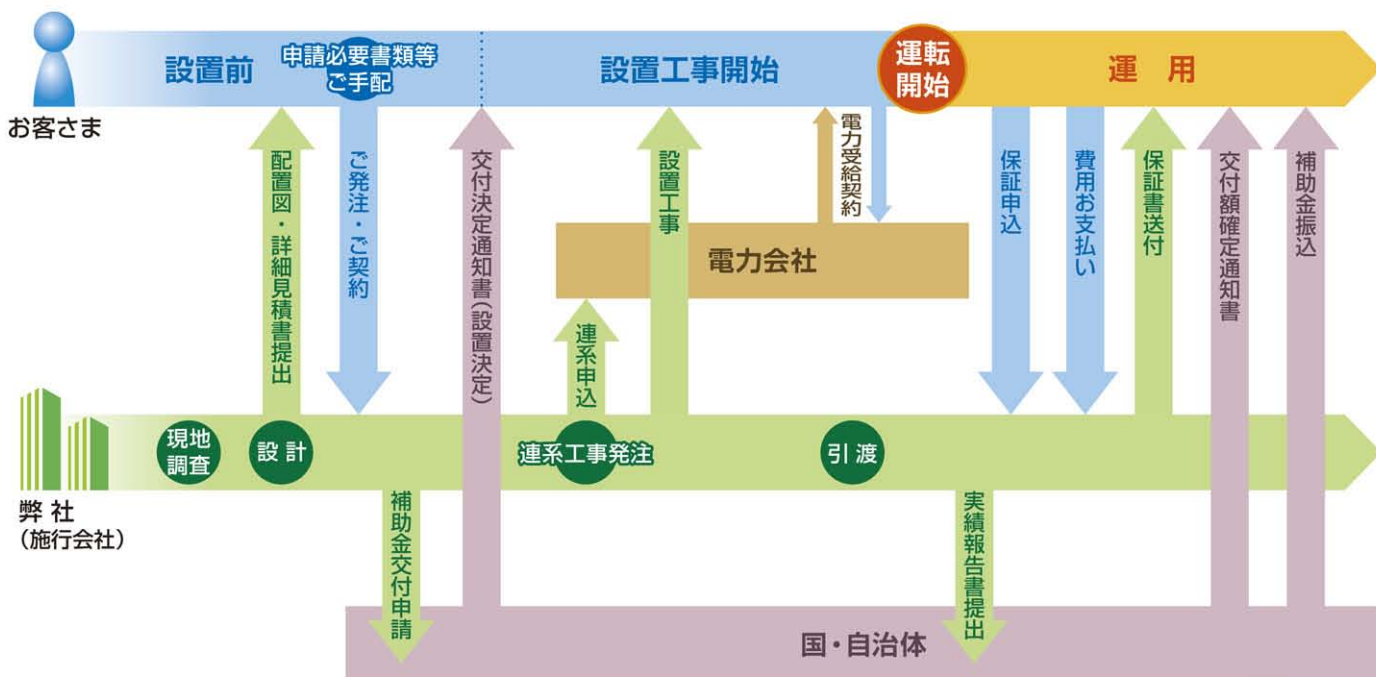 設置前
申請必要書類等
ご手配
設置工事開始
運転
開始
運用
お客さま
配置図・詳細見積書提出
ご発注・ご契約
交付決定通知書(設置決定)
設置工事
電力受給契約
保証申込
費用お支払い
保証書送付
交付額確定通知書
補助金振込
電力会社
連系申込
現地
調査
設計
連系工事発注
引渡
弊社
(施行会社)
補助金交付申請
実績報告書提出
国・自治体